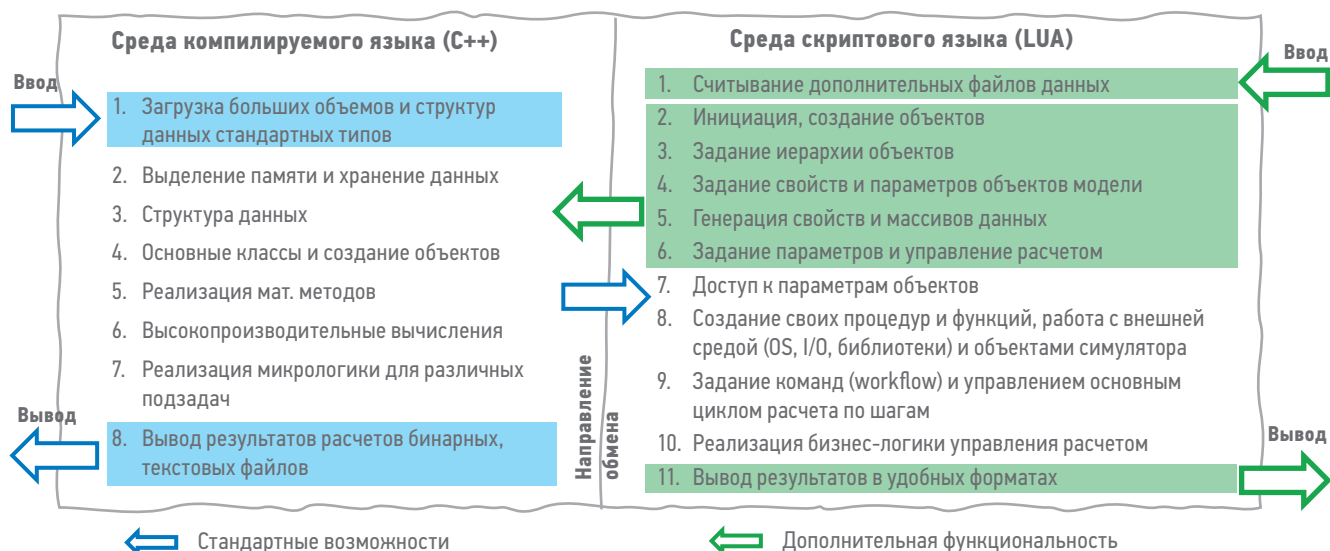 Среда компилируемого языка (C++)
Ввод
1. Загрузка больших объемов и структур
данных стандартных типов
2. Выделение памяти и хранение данных
3. Структура данных
4. Основные классы и создание объектов
5. Реализация мат. методов
6. Высокопроизводительные вычисления
7. Реализация микрологики для различных
подзадач
Вывод
8. Вывод результатов расчетов бинарных,
текстовых файлов
Направление
обмена
Среда скриптового языка (LUA)
Ввод
1. Считывание дополнительных файлов данных
2. Инициация, создание объектов
3. Задание иерархии объектов
4. Задание свойств и параметров объектов модели
5. Генерация свойств и массивов данных
6. Задание параметров и управление расчетом
7. Доступ к параметрам объектов
8. Создание своих процедур и функций, работа с внешней
средой (OS, I/O, библиотеки) и объектами симулятора
9. Задание команд (workflow) и управлением основным
циклом расчета по шагам
10. Реализация бизнес-логики управления расчетом
Вывод
11. Вывод результатов в удобных форматах
Стандартные возможности
Дополнительная функциональность